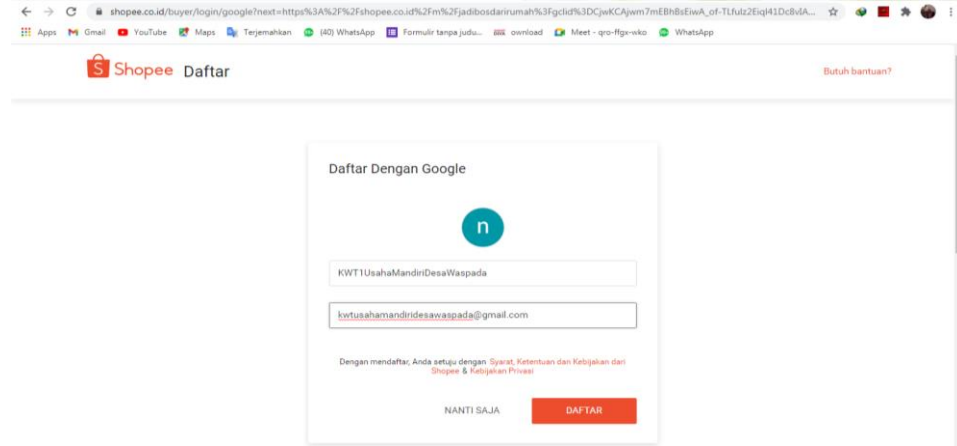 shopee.co.id/buyer/login/google?next=https%3A%2F%2Fshopee.co.id%2Fm%2Fjadibosdarirumah%3Fgclid%3DCjwKCAjwm7mEBhBsEiwA_of-TLfulz2Eiql41Dc8vlA...
Apps Gmail YouTube Maps Terjemahkan (40) WhatsApp Formulir tanpa judu... ownload Meet - qro-ffgx-wko WhatsApp
Shopee Daftar Butuh bantuan?
Daftar Dengan Google
n
KWT1UsahaMandiriDesaWaspada
kwtusahamandiridesawaspada@gmail.com
Dengan mendaftar, Anda setuju dengan Syarat, Ketentuan dan Kebijakan dari
Shopee & Kebijakan Privasi
NANTI SAJA DAFTAR